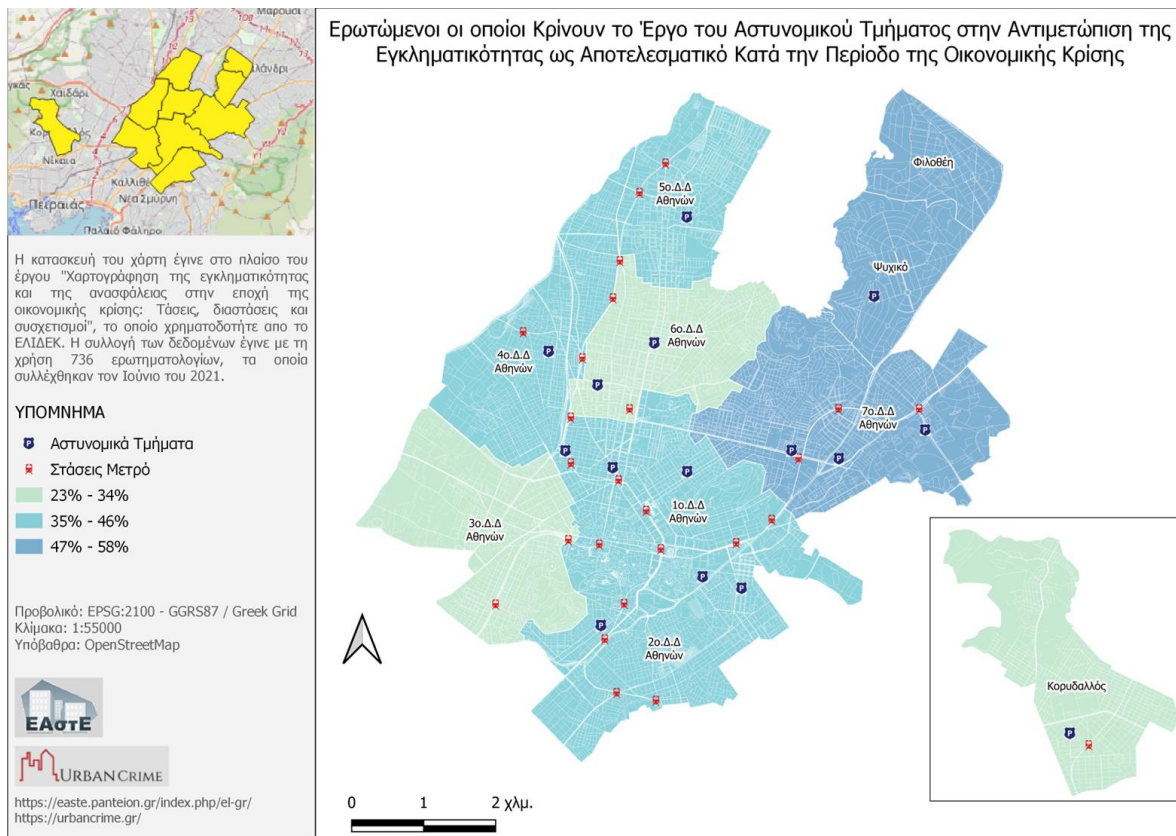 Ερωτώμενοι οι οποίοι Κρίνουν το Έργο του Αστυνομικού Τμήματος στην Αντιμετώπιση της
Εγκληματικότητας ως Αποτελεσματικό Κατά την Περίοδο της Οικονομικής Κρίσης
Μαρούσι
λάνδρι
Χαϊδάρι
Νίκαια
Καλλιθέ
Νέα Σμύρνη
Πειραιάς
Παλαιό Φάληρο
Η κατασκευή του χάρτη έγινε στο πλαίσο του
έργου "Χαρτογράφηση της εγκληματικότητας
και της ανασφάλειας στην εποχή της
οικονομικής κρίσης: Τάσεις, διαστάσεις και
συσχετισμοί", το οποίο χρηματοδοτήτε απο το
ΕΛΙΔΕΚ. Η συλλογή των δεδομένων έγινε με τη
χρήση 736 ερωτηματολογίων, τα οποία
συλλέχθηκαν τον Ιούνιο του 2021.
ΥΠΟΜΝΗΜΑ
Αστυνομικά Τμήματα
Στάσεις Μετρό
23% - 34%
35% - 46%
47% - 58%
Προβολικό: EPSG:2100 - GGRS87 / Greek Grid
Κλίμακα: 1:55000
Υπόβαθρα: OpenStreetMap
ΕΑστΕ
URBANCRIME
https://easte.panteion.gr/index.php/el-gr/
https://urbancrime.gr/
Φιλοθέη
5ο.Δ.Δ
Αθηνών
Ψυχικό
6ο.Δ.Δ
Αθηνών
4ο.Δ.Δ
Αθηνών
7ο.Δ.Δ
Αθηνών
1ο.Δ.Δ
Αθηνών
3ο.Δ.Δ
Αθηνών
2ο.Δ.Δ
Αθηνών
Κορυδαλλός
0 1 2 χλμ.